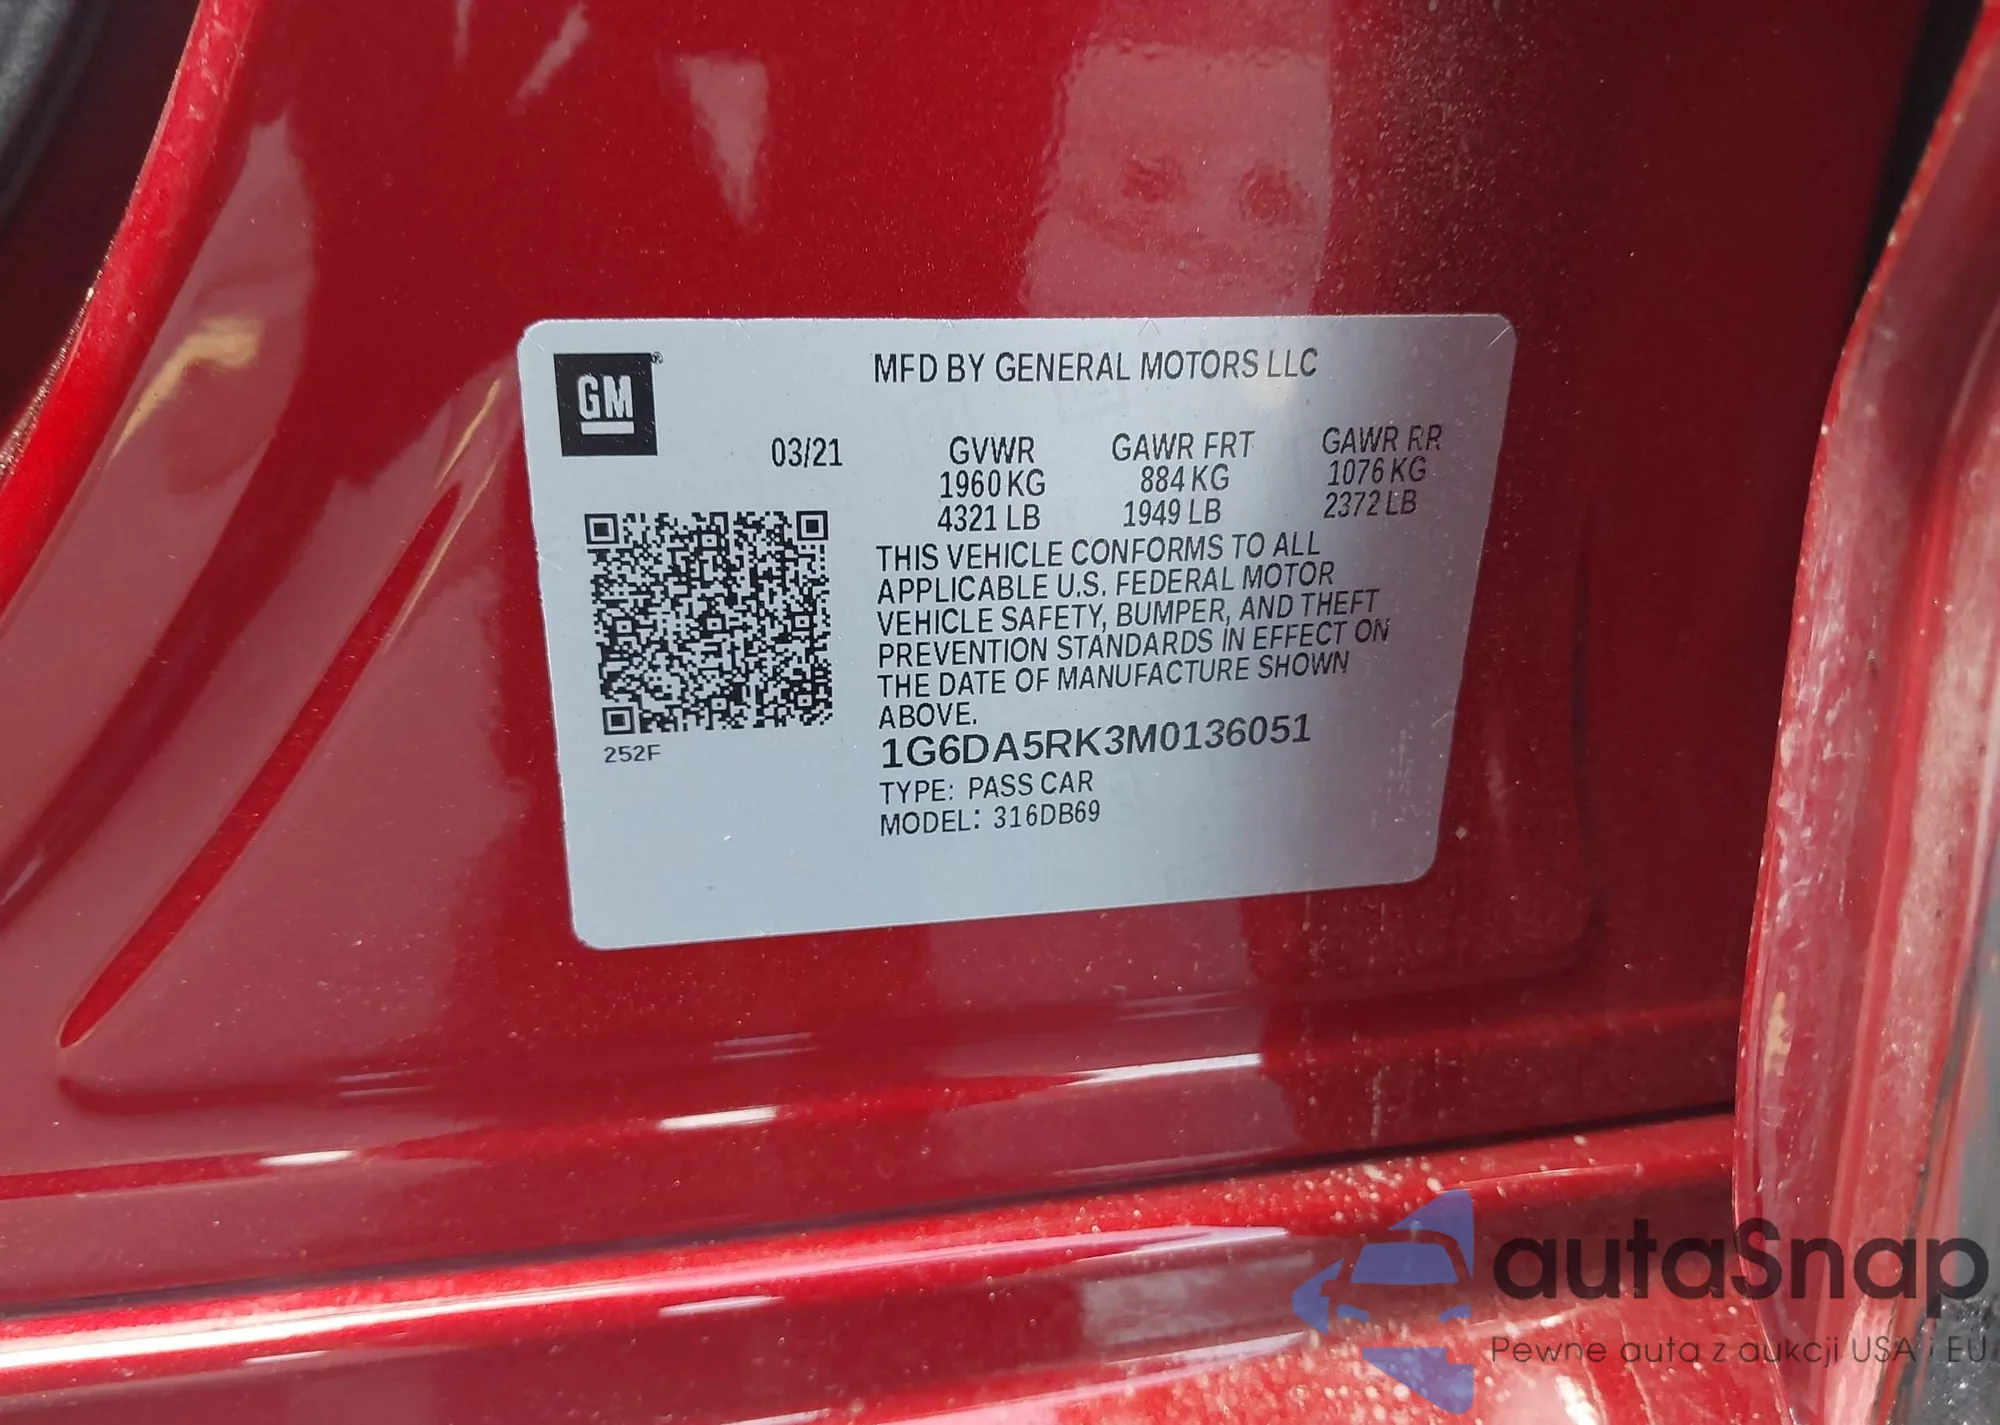 GM®
MFD BY GENERAL MOTORS LLC
03/21
GVWR GAWR FRT GAWR RR
1960 KG 884 KG 1076 KG
4321 LB 1949 LB 2372 LB
THIS VEHICLE CONFORMS TO ALL
APPLICABLE U.S. FEDERAL MOTOR
VEHICLE SAFETY, BUMPER, AND THEFT
PREVENTION STANDARDS IN EFFECT ON
THE DATE OF MANUFACTURE SHOWN
ABOVE.
1G6DA5RK3M0136051
TYPE: PASS CAR
MODEL: 316DB69
252F
autaSnap
Pewne auta z aukcji USA i EU